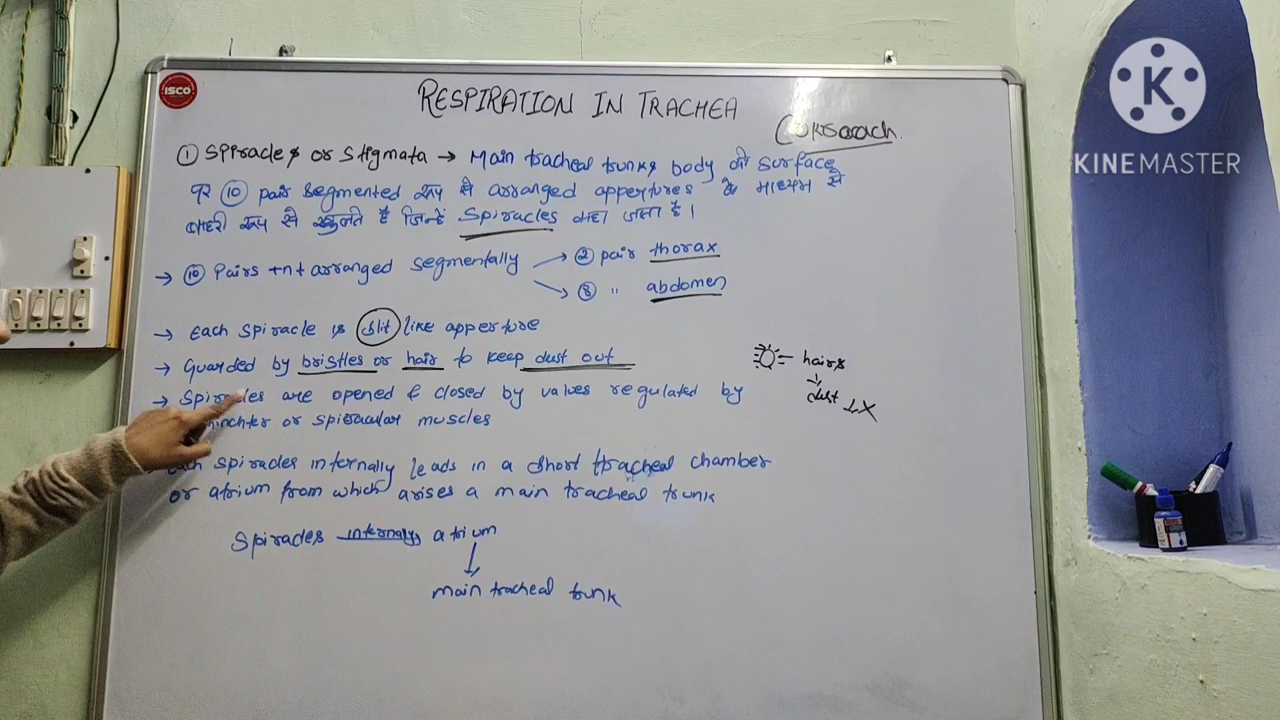 ISCO
RESPIRATION IN TRACHEA
Cockroach
① Spiracles or Stigmata → Main tracheal trunks body की surface
पर ⑩ pair segmented रूप से arranged appertures के माध्यम से
बाहरी रूप से खुलते है जिन्हें Spiracles कहा जाता है।
→ ⑩ Pairs +nt arranged segmentally → ② pair thorax
→ ⑧ " abdomen
→ Each spiracle is slit like apperture
→ Guarded by bristles or hair to keep dust out
hairs
dust X
→ Spiracles are opened & closed by valves regulated by
or spiracular muscles
spiracles internally leads in a short tracheal chamber
or atrium from which arises a main tracheal trunk
Spiracles internally atrium
main tracheal trunk
K
KINEMASTER